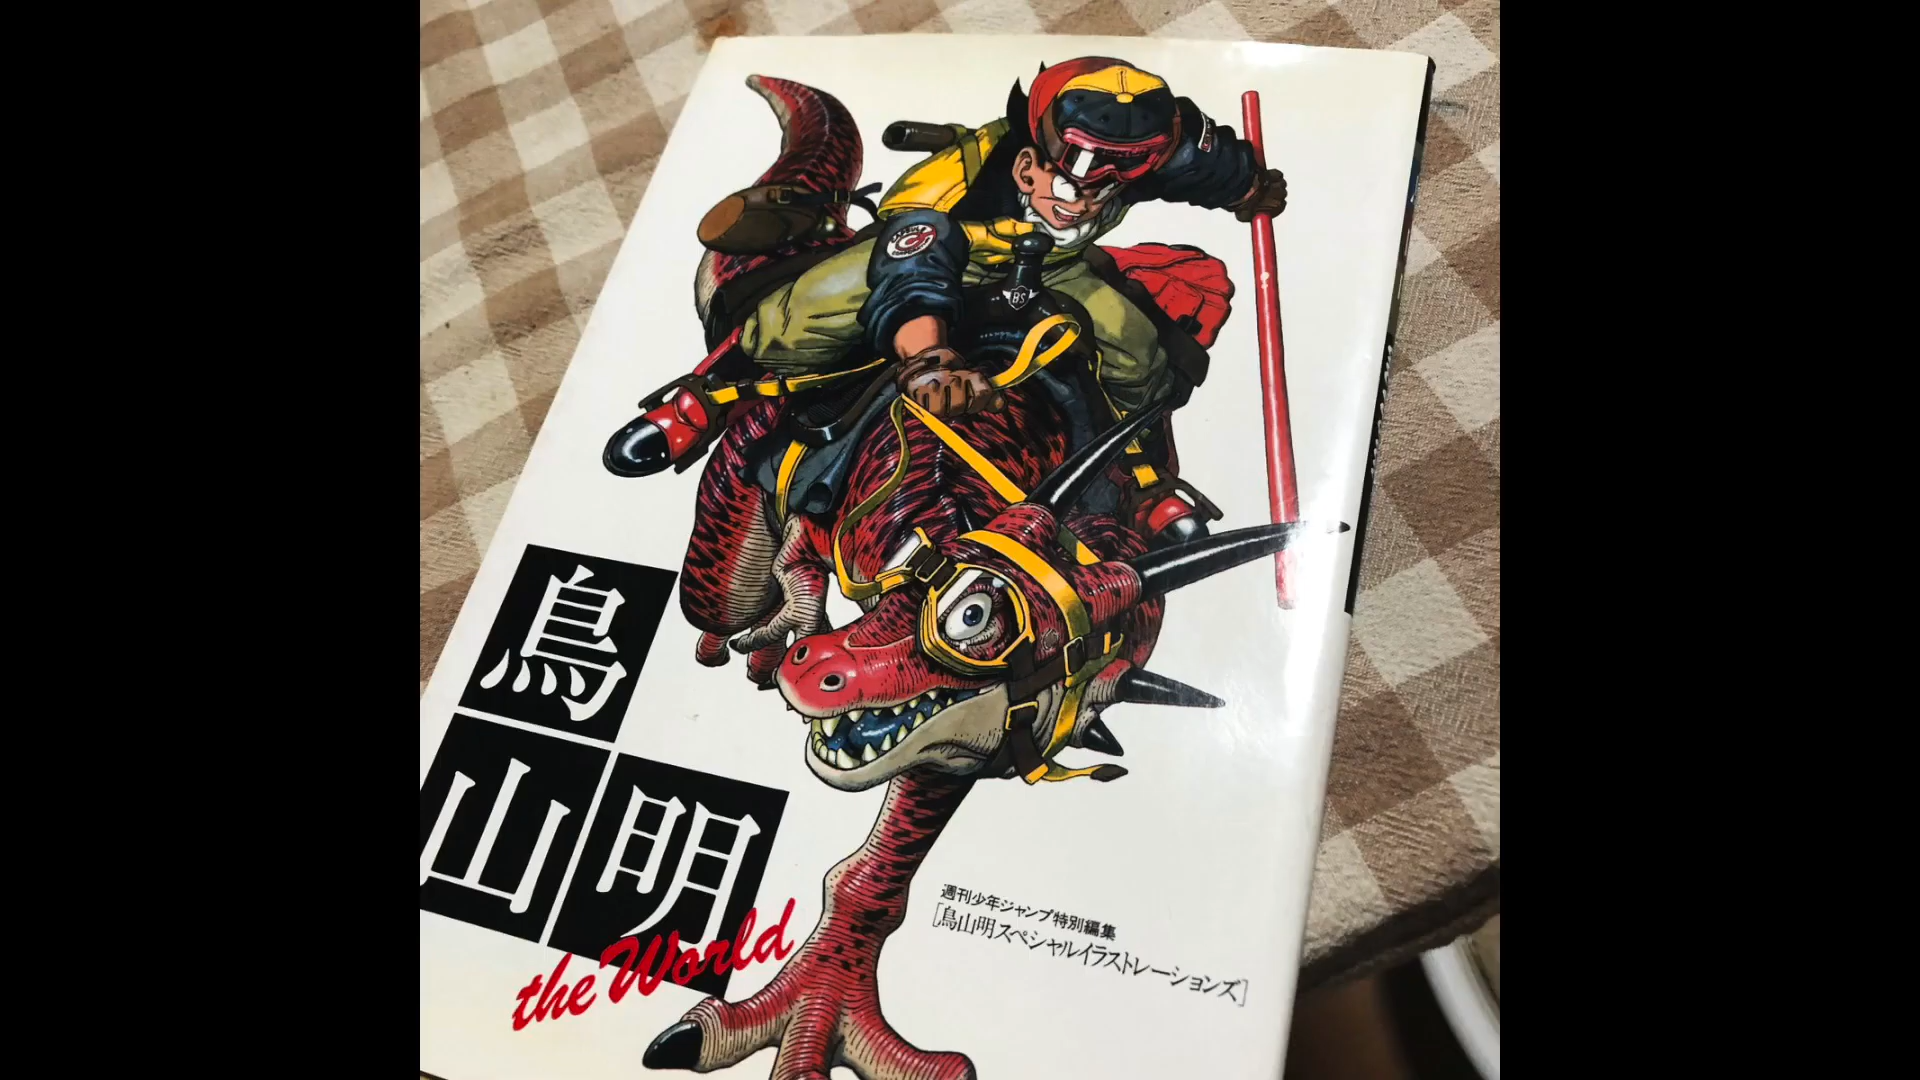 鳥
山明
the World
週刊少年ジャンプ特別編集
[鳥山明スペシャルイラストレーションズ]
BS